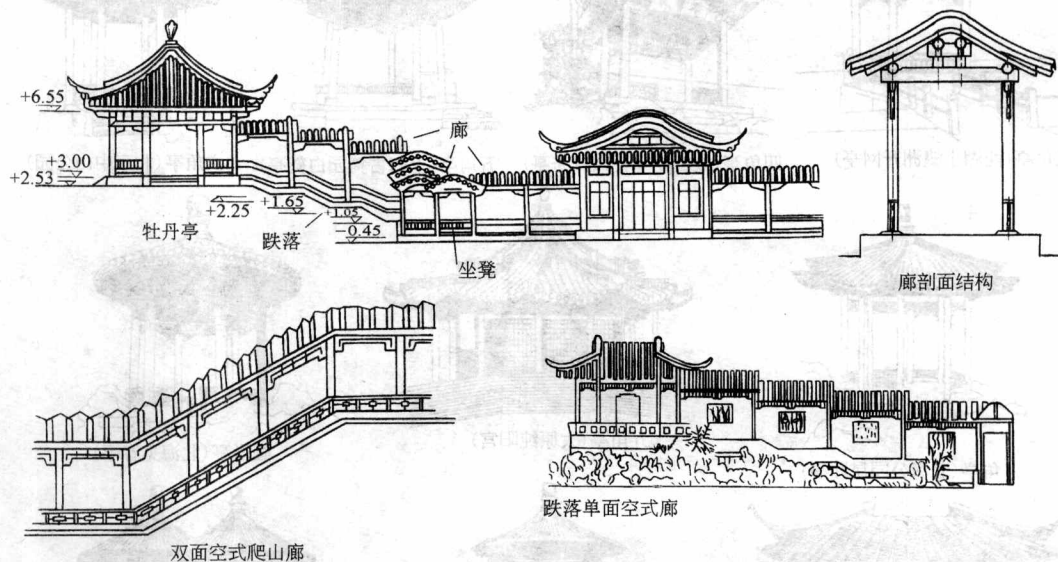 +6.55
+3.00
+2.53
+2.25
+1.65
+1.05
-0.45
廊
牡丹亭
跌落
坐凳
廊剖面结构
双面空式爬山廊
跌落单面空式廊